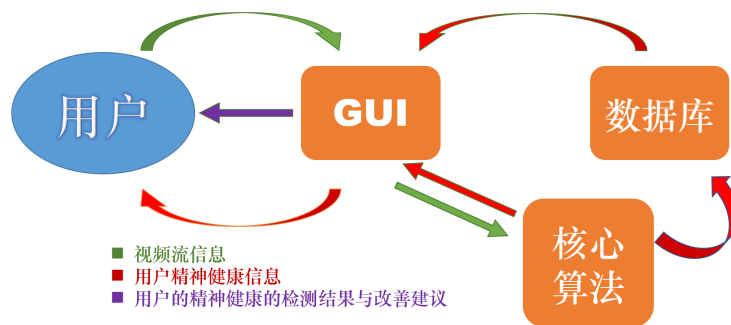 用户
GUI
数据库
核心
算法
视频流信息
用户精神健康信息
用户的精神健康的检测结果与改善建议